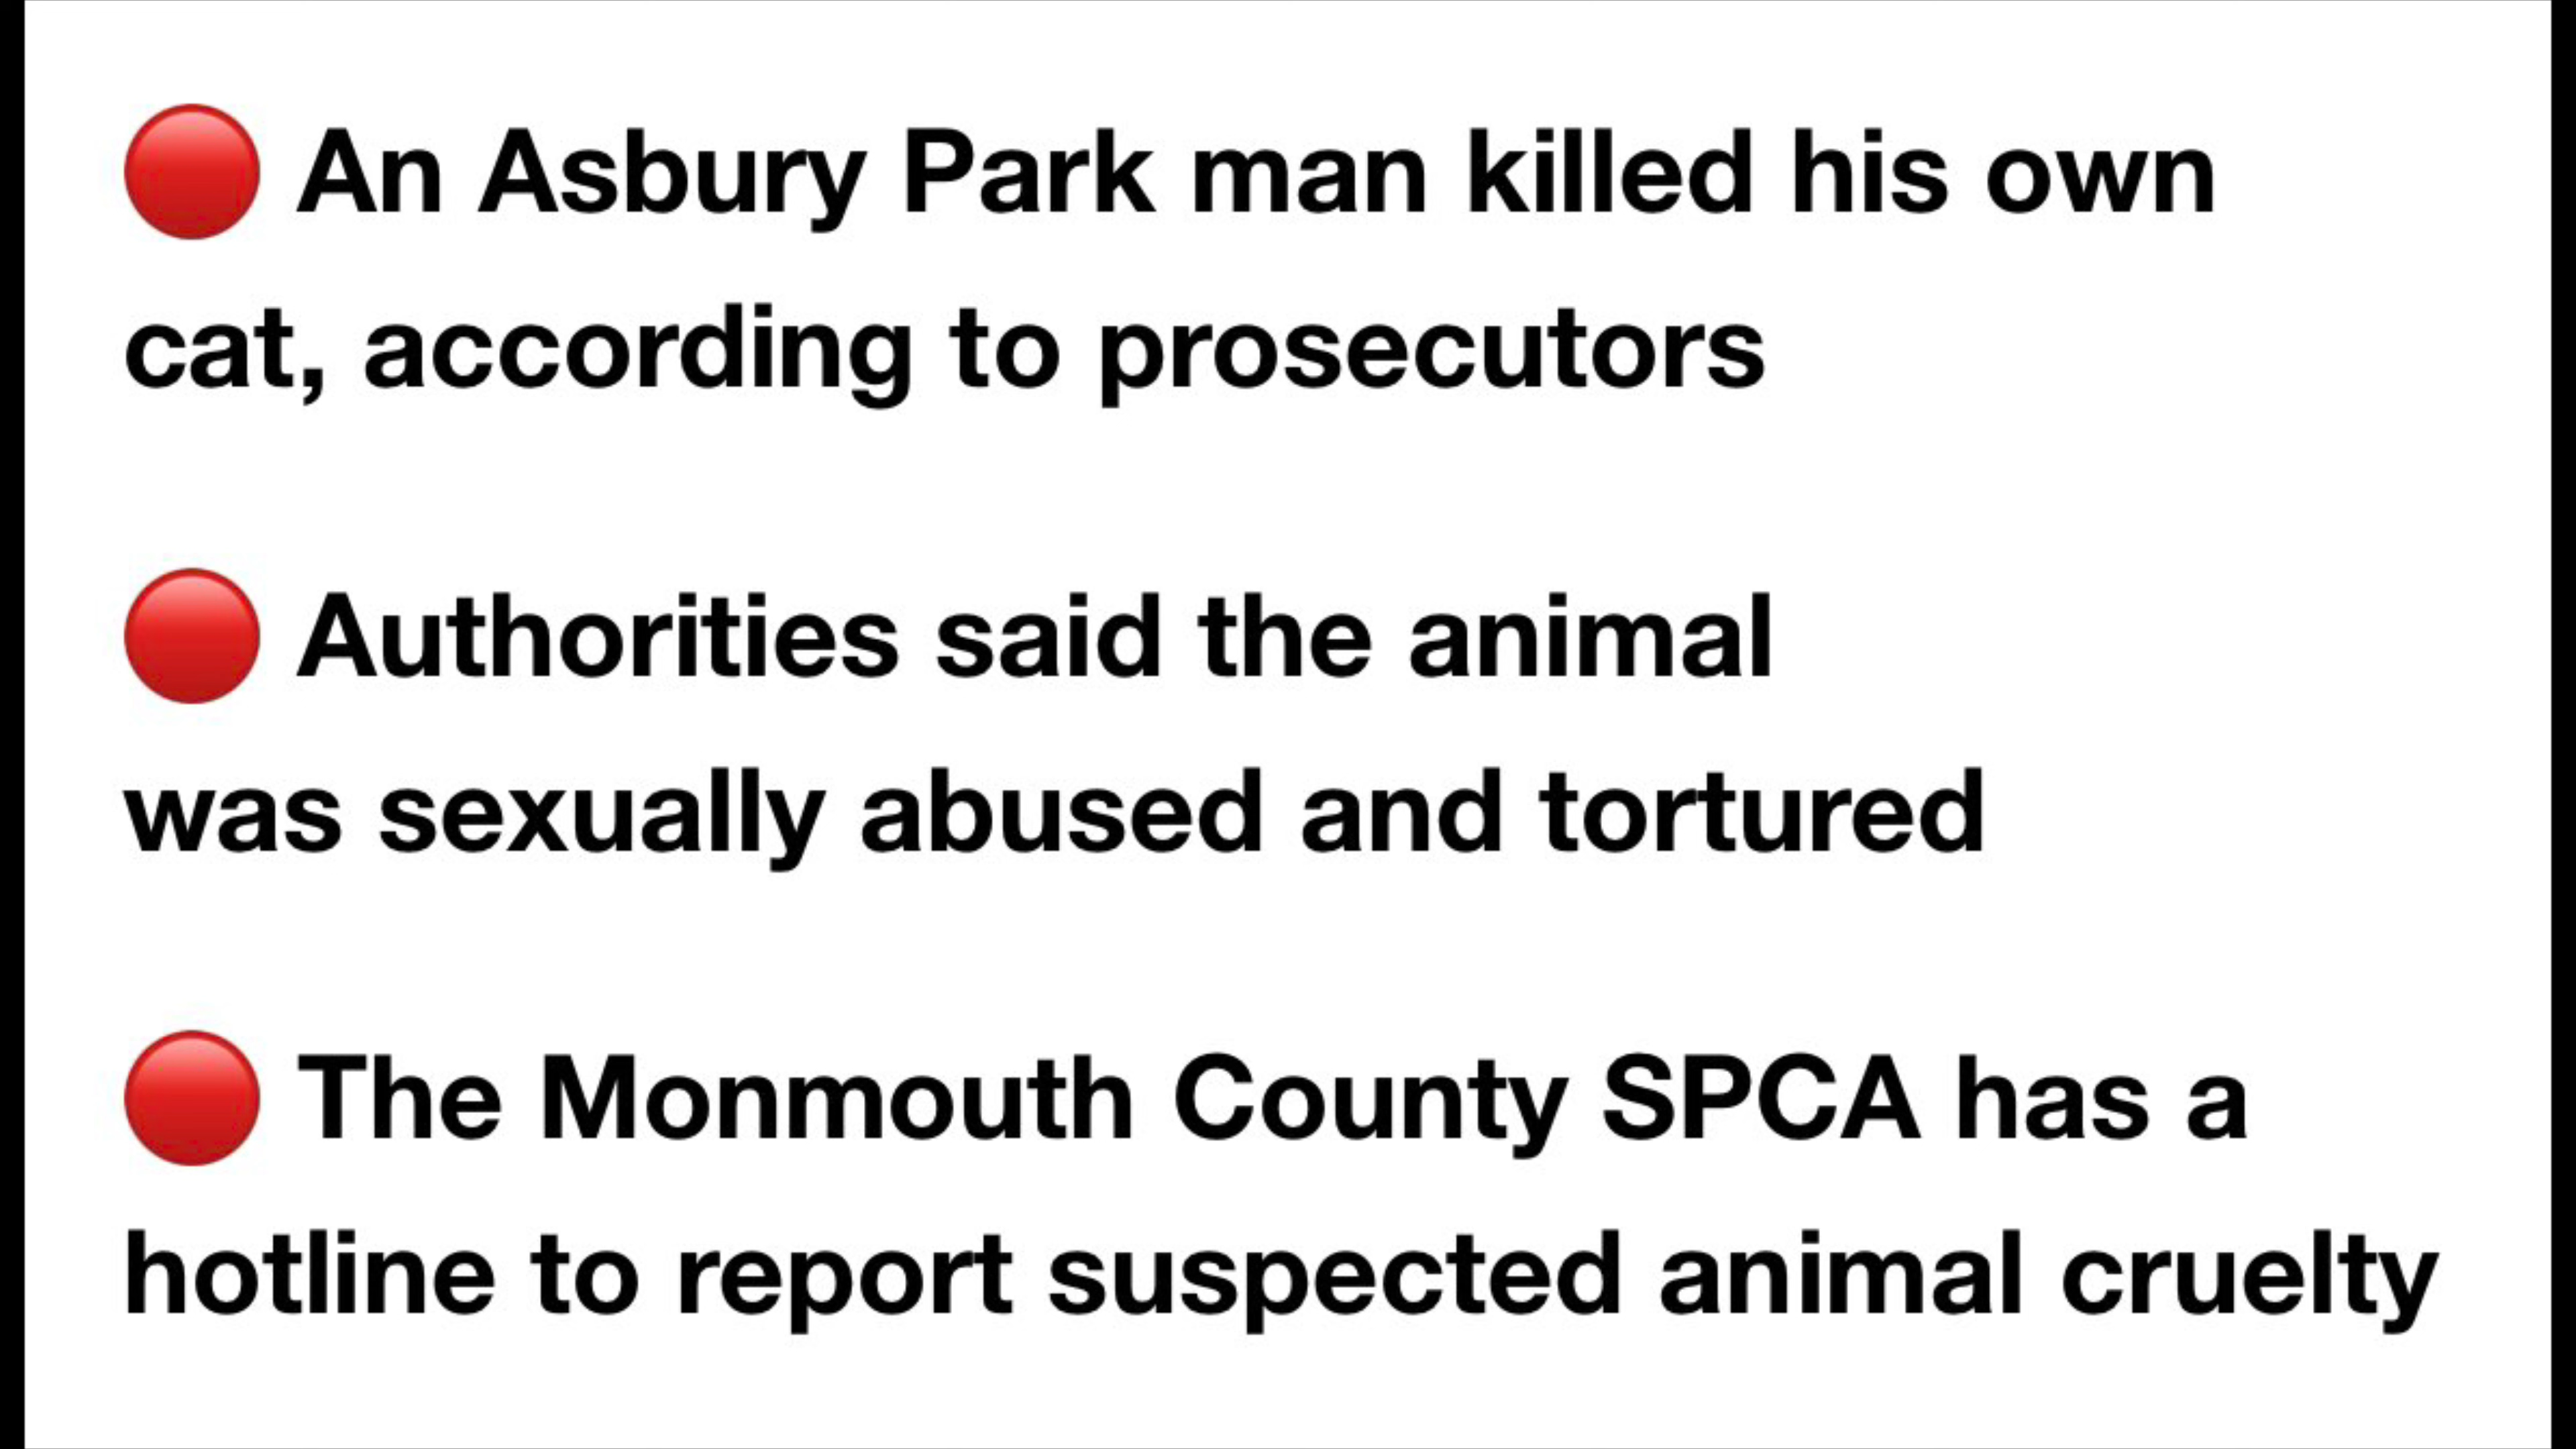 🔴 An Asbury Park man killed his own
cat, according to prosecutors
🔴 Authorities said the animal
was sexually abused and tortured
🔴 The Monmouth County SPCA has a
hotline to report suspected animal cruelty